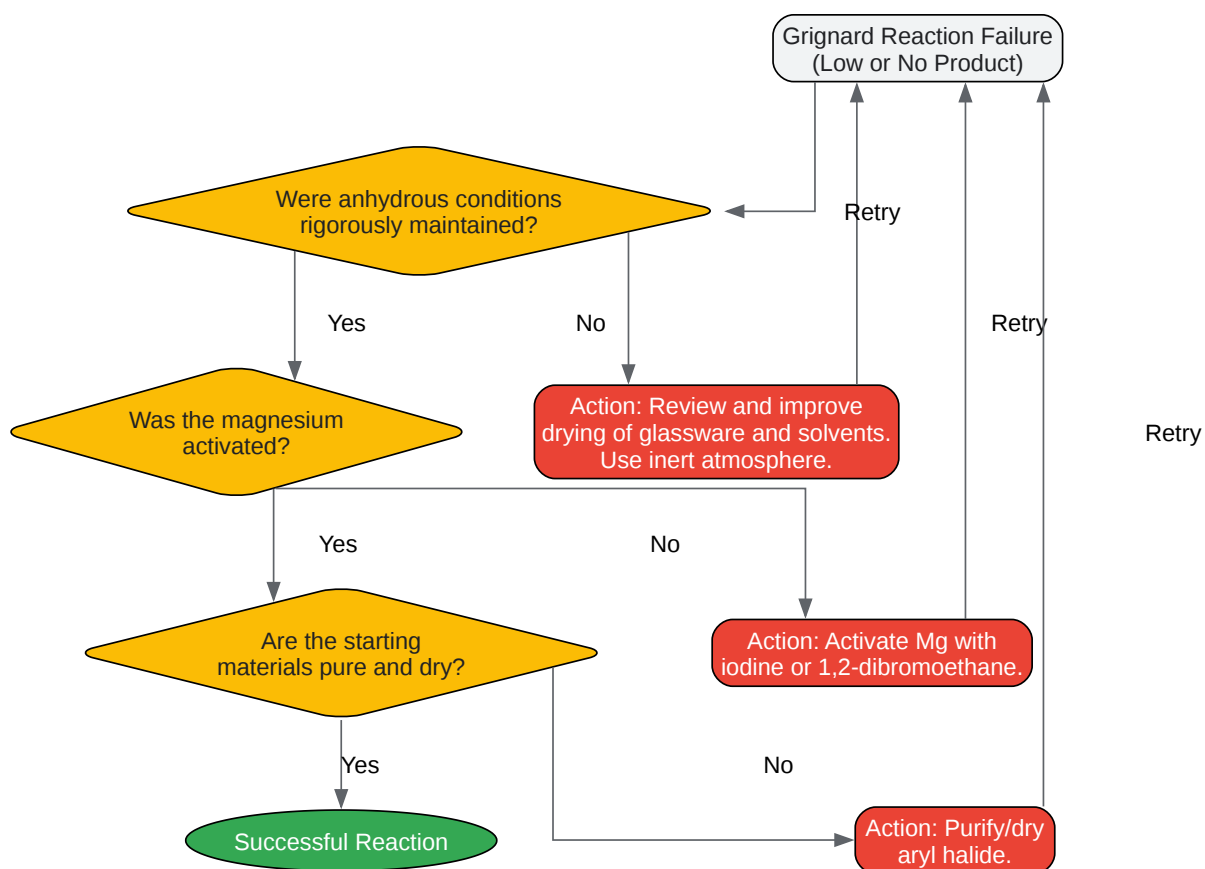 Grignard Reaction Failure
(Low or No Product)
Were anhydrous conditions
rigorously maintained?
Retry
Yes
No
Retry
Was the magnesium
activated?
Action: Review and improve
drying of glassware and solvents.
Use inert atmosphere.
Retry
Yes
No
Are the starting
materials pure and dry?
Action: Activate Mg with
iodine or 1,2-dibromoethane.
Yes
No
Successful Reaction
Action: Purify/dry
aryl halide.